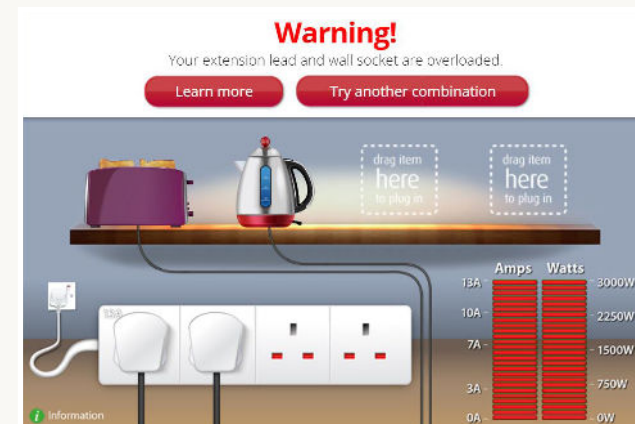 Warning!
Your extension lead and wall socket are overloaded.
Learn more
Try another combination
drag item
here
to plug in
drag item
here
to plug in
Amps Watts
13A 3000W
10A 2250W
7A 1500W
3A 750W
0A 0W
13A
Information